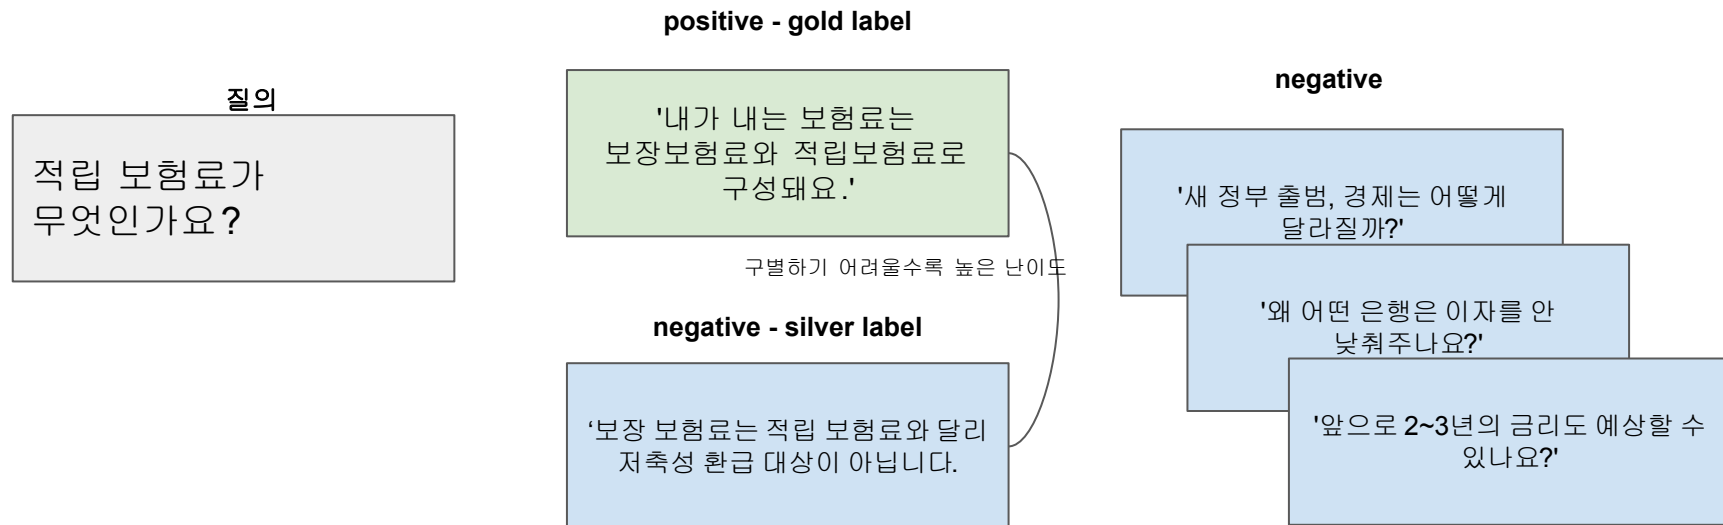 질의
적립 보험료가
무엇인가요?
positive - gold label
'내가 내는 보험료는
보장보험료와 적립보험료로
구성돼요.'
구별하기 어려울수록 높은 난이도
negative - silver label
‘보장 보험료는 적립 보험료와 달리
저축성 환급 대상이 아닙니다.
negative
'새 정부 출범, 경제는 어떻게
달라질까?'
'왜 어떤 은행은 이자를 안
낮춰주나요?'
'앞으로 2~3년의 금리도 예상할 수
있나요?'